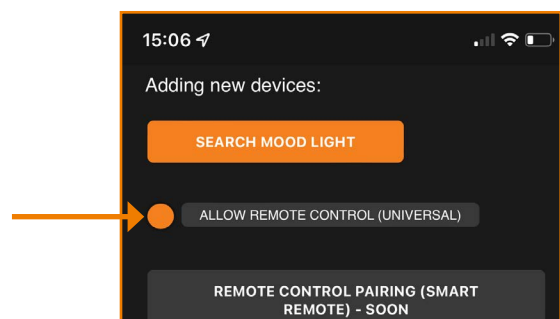 15:06
Adding new devices:
SEARCH MOOD LIGHT
ALLOW REMOTE CONTROL (UNIVERSAL)
REMOTE CONTROL PAIRING (SMART
REMOTE) - SOON